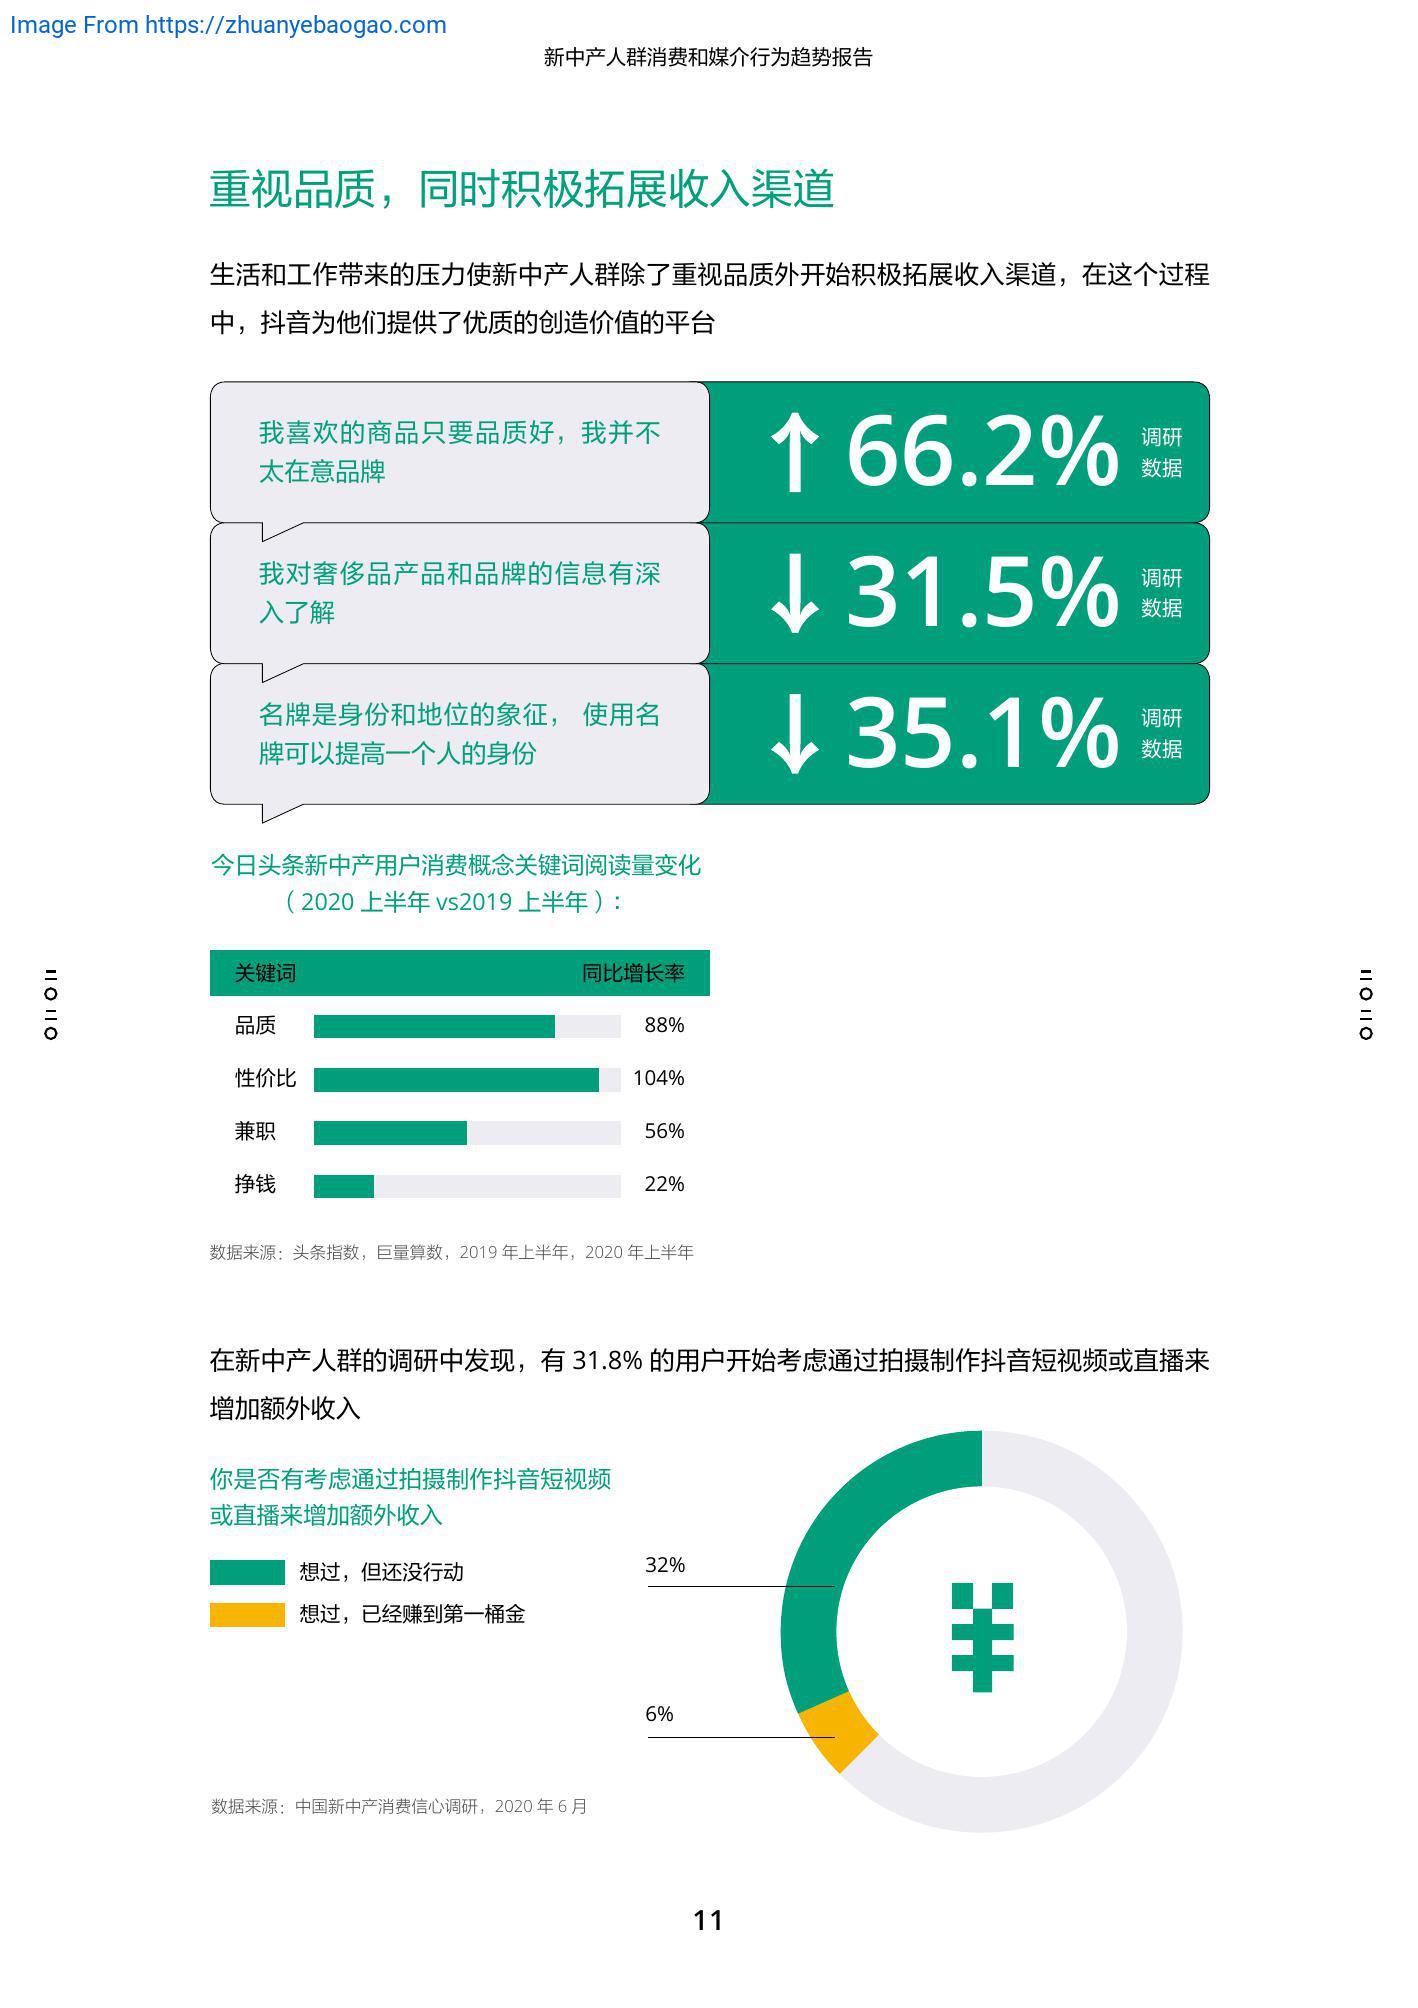 Image From https://zhuanyebaogao.com
新中产人群消费和媒介行为趋势报告
重视品质，同时积极拓展收入渠道
生活和工作带来的压力使新中产人群除了重视品质外开始积极拓展收入渠道，在这个过程
中，抖音为他们提供了优质的创造价值的平台
我喜欢的商品只要品质好，我并不
太在意品牌
↑ 66.2%
调研
数据
我对奢侈品产品和品牌的信息有深
入了解
↓ 31.5%
调研
数据
名牌是身份和地位的象征， 使用名
牌可以提高一个人的身份
↓ 35.1%
调研
数据
今日头条新中产用户消费概念关键词阅读量变化
（ 2020 上半年 vs2019 上半年 ）：
关键词 同比增长率
品质 88%
性价比 104%
兼职 56%
挣钱 22%
数据来源：头条指数，巨量算数，2019 年上半年，2020 年上半年
在新中产人群的调研中发现，有 31.8% 的用户开始考虑通过拍摄制作抖音短视频或直播来
增加额外收入
你是否有考虑通过拍摄制作抖音短视频
或直播来增加额外收入
想过，但还没行动
想过，已经赚到第一桶金
32%
6%
数据来源：中国新中产消费信心调研，2020 年 6 月
11